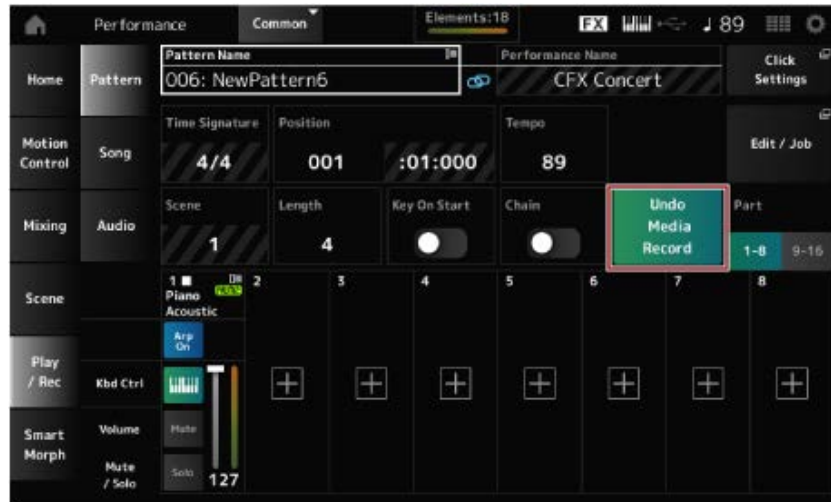 Performance
Common
Elements:18
FX
♩ 89
Home
Pattern
Pattern Name
006: NewPattern6
Performance Name
CFX Concert
Click
Settings
Motion
Control
Song
Time Signature
4/4
Position
001
:01:000
Tempo
89
Edit / Job
Mixing
Audio
Scene
1
Length
4
Key On Start
Chain
Undo
Media
Record
Part
1-8
9-16
Scene
1
2
3
4
5
6
7
8
Piano
Acoustic
Arp
On
Play
/ Rec
Kbd Ctrl
Smart
Morph
Volume
Mute
Mute
/ Solo
Solo
127